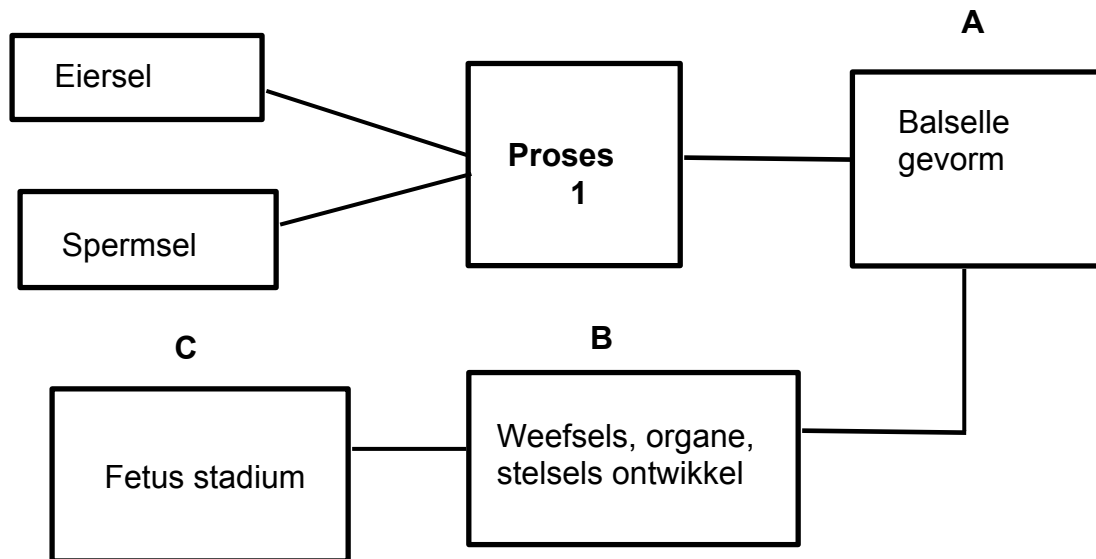 Eiersel
Spermsel
Proses
1
A
Balselle
gevorm
B
Weefsels, organe,
stelsels ontwikkel
C
Fetus stadium